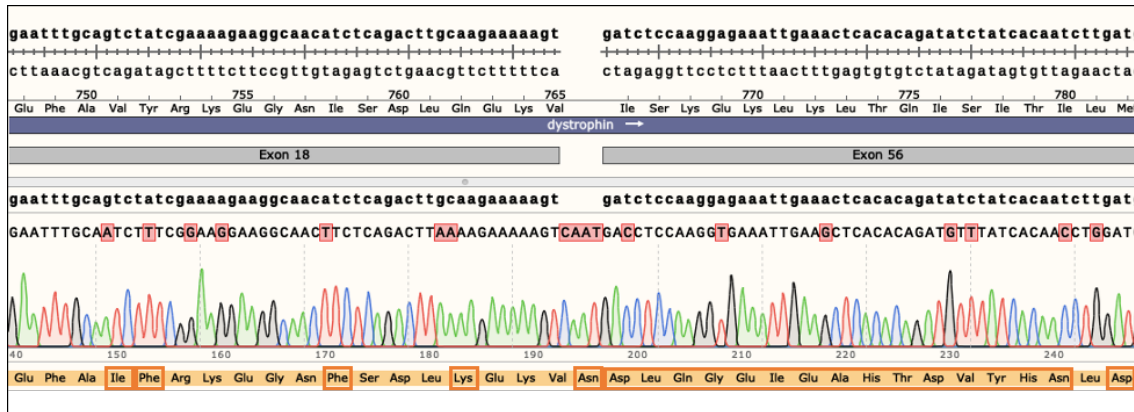 gaatttgcagtctatcgaaaagaaggcaacatctcagacttgcaagaaaaagt gatctccaaggagaaattgaaactcacacagatatctatcacaatcttgat
cttaaacgtcagatagcttttcttccgttgtagagtctgaacgttctttttca ctagaggttcctctttaactttgagtgtgtctatagatagtgttagaacta
750 755 760 765 770 775 780
Glu Phe Ala Val Tyr Arg Lys Glu Gly Asn Ile Ser Asp Leu Gln Glu Lys Val Ile Ser Lys Glu Lys Leu Lys Leu Thr Gln Ile Ser Ile Thr Ile Leu Met
dystrophin →
Exon 18 Exon 56
gaatttgcagtctatcgaaaagaaggcaacatctcagacttgcaagaaaaagt gatctccaaggagaaattgaaactcacacagatatctatcacaatcttgat
GAATTTGCAATCTTTCGGAAGGAAGGCAACTTCTCAGACTTAAAAGAAAAAGTCAATGACCTCCAAGGTGAAATTGAAGCTCACACAGATGTTTATCACAACCTGGAT
40 150 160 170 180 190 200 210 220 230 240
Glu Phe Ala Ile Phe Arg Lys Glu Gly Asn Phe Ser Asp Leu Lys Glu Lys Val Asn Asp Leu Gln Gly Glu Ile Glu Ala His Thr Asp Val Tyr His Asn Leu Asp